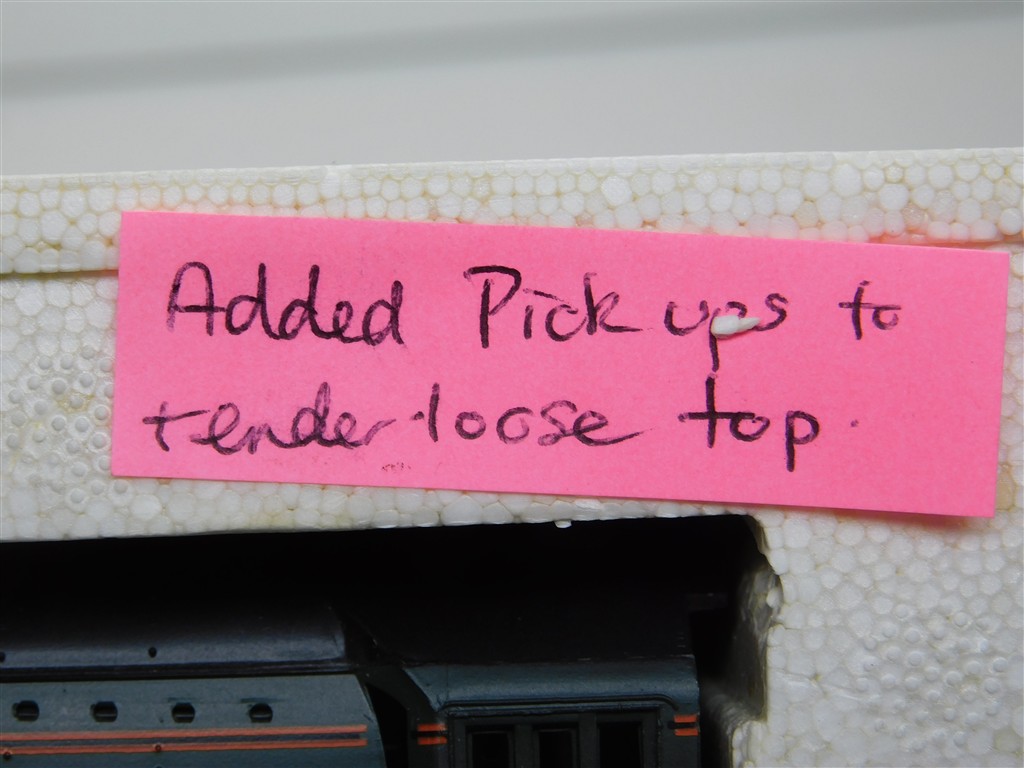 Added Pick ups to
tender loose top.